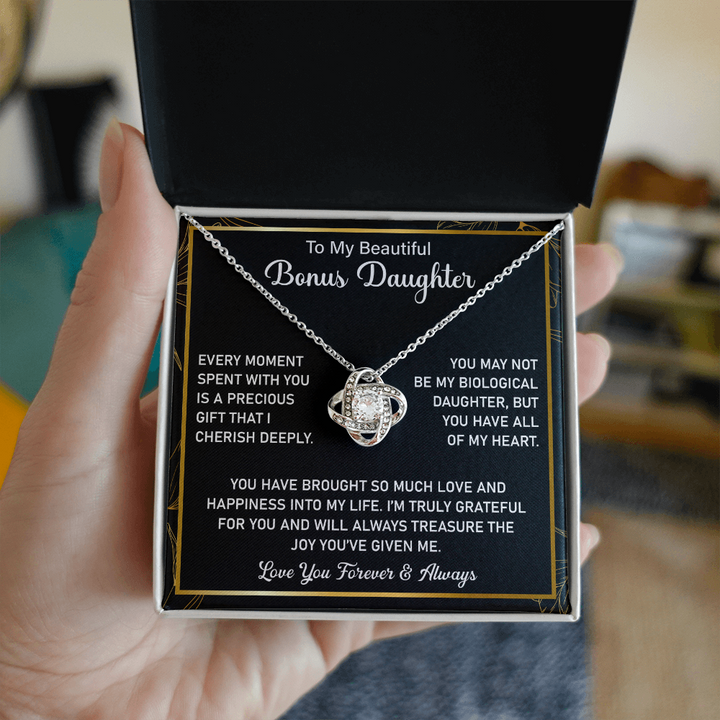 To My Beautiful
Bonus Daughter
EVERY MOMENT
SPENT WITH YOU
IS A PRECIOUS
GIFT THAT I
CHERISH DEEPLY.
YOU MAY NOT
BE MY BIOLOGICAL
DAUGHTER, BUT
YOU HAVE ALL
OF MY HEART.
YOU HAVE BROUGHT SO MUCH LOVE AND
HAPPINESS INTO MY LIFE. I'M TRULY GRATEFUL
FOR YOU AND WILL ALWAYS TREASURE THE
JOY YOU'VE GIVEN ME.
Love You Forever & Always